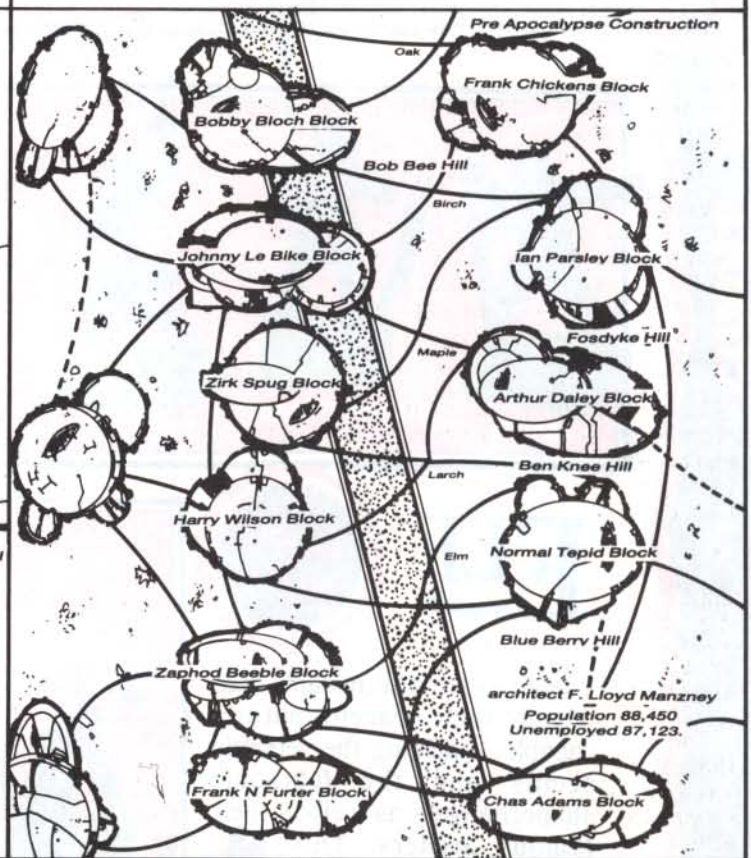 Pre Apocalypse Construction
Oak
Frank Chickens Block
Bobby Bloch Block
Bob Bee Hill
Birch
Johnny Le Bike Block
Ian Parsley Block
Fosdyke Hill
Maple
Zirk Spug Block
Arthur Daley Block
Ben Knee Hill
Larch
Harry Wilson Block
Elm
Normal Tepid Block
Blue Berry Hill
Zaphod Beeble Block
architect F. Lloyd Manzney
Population 88,450
Unemployed 87,123.
Frank N Furter Block
Chas Adams Block